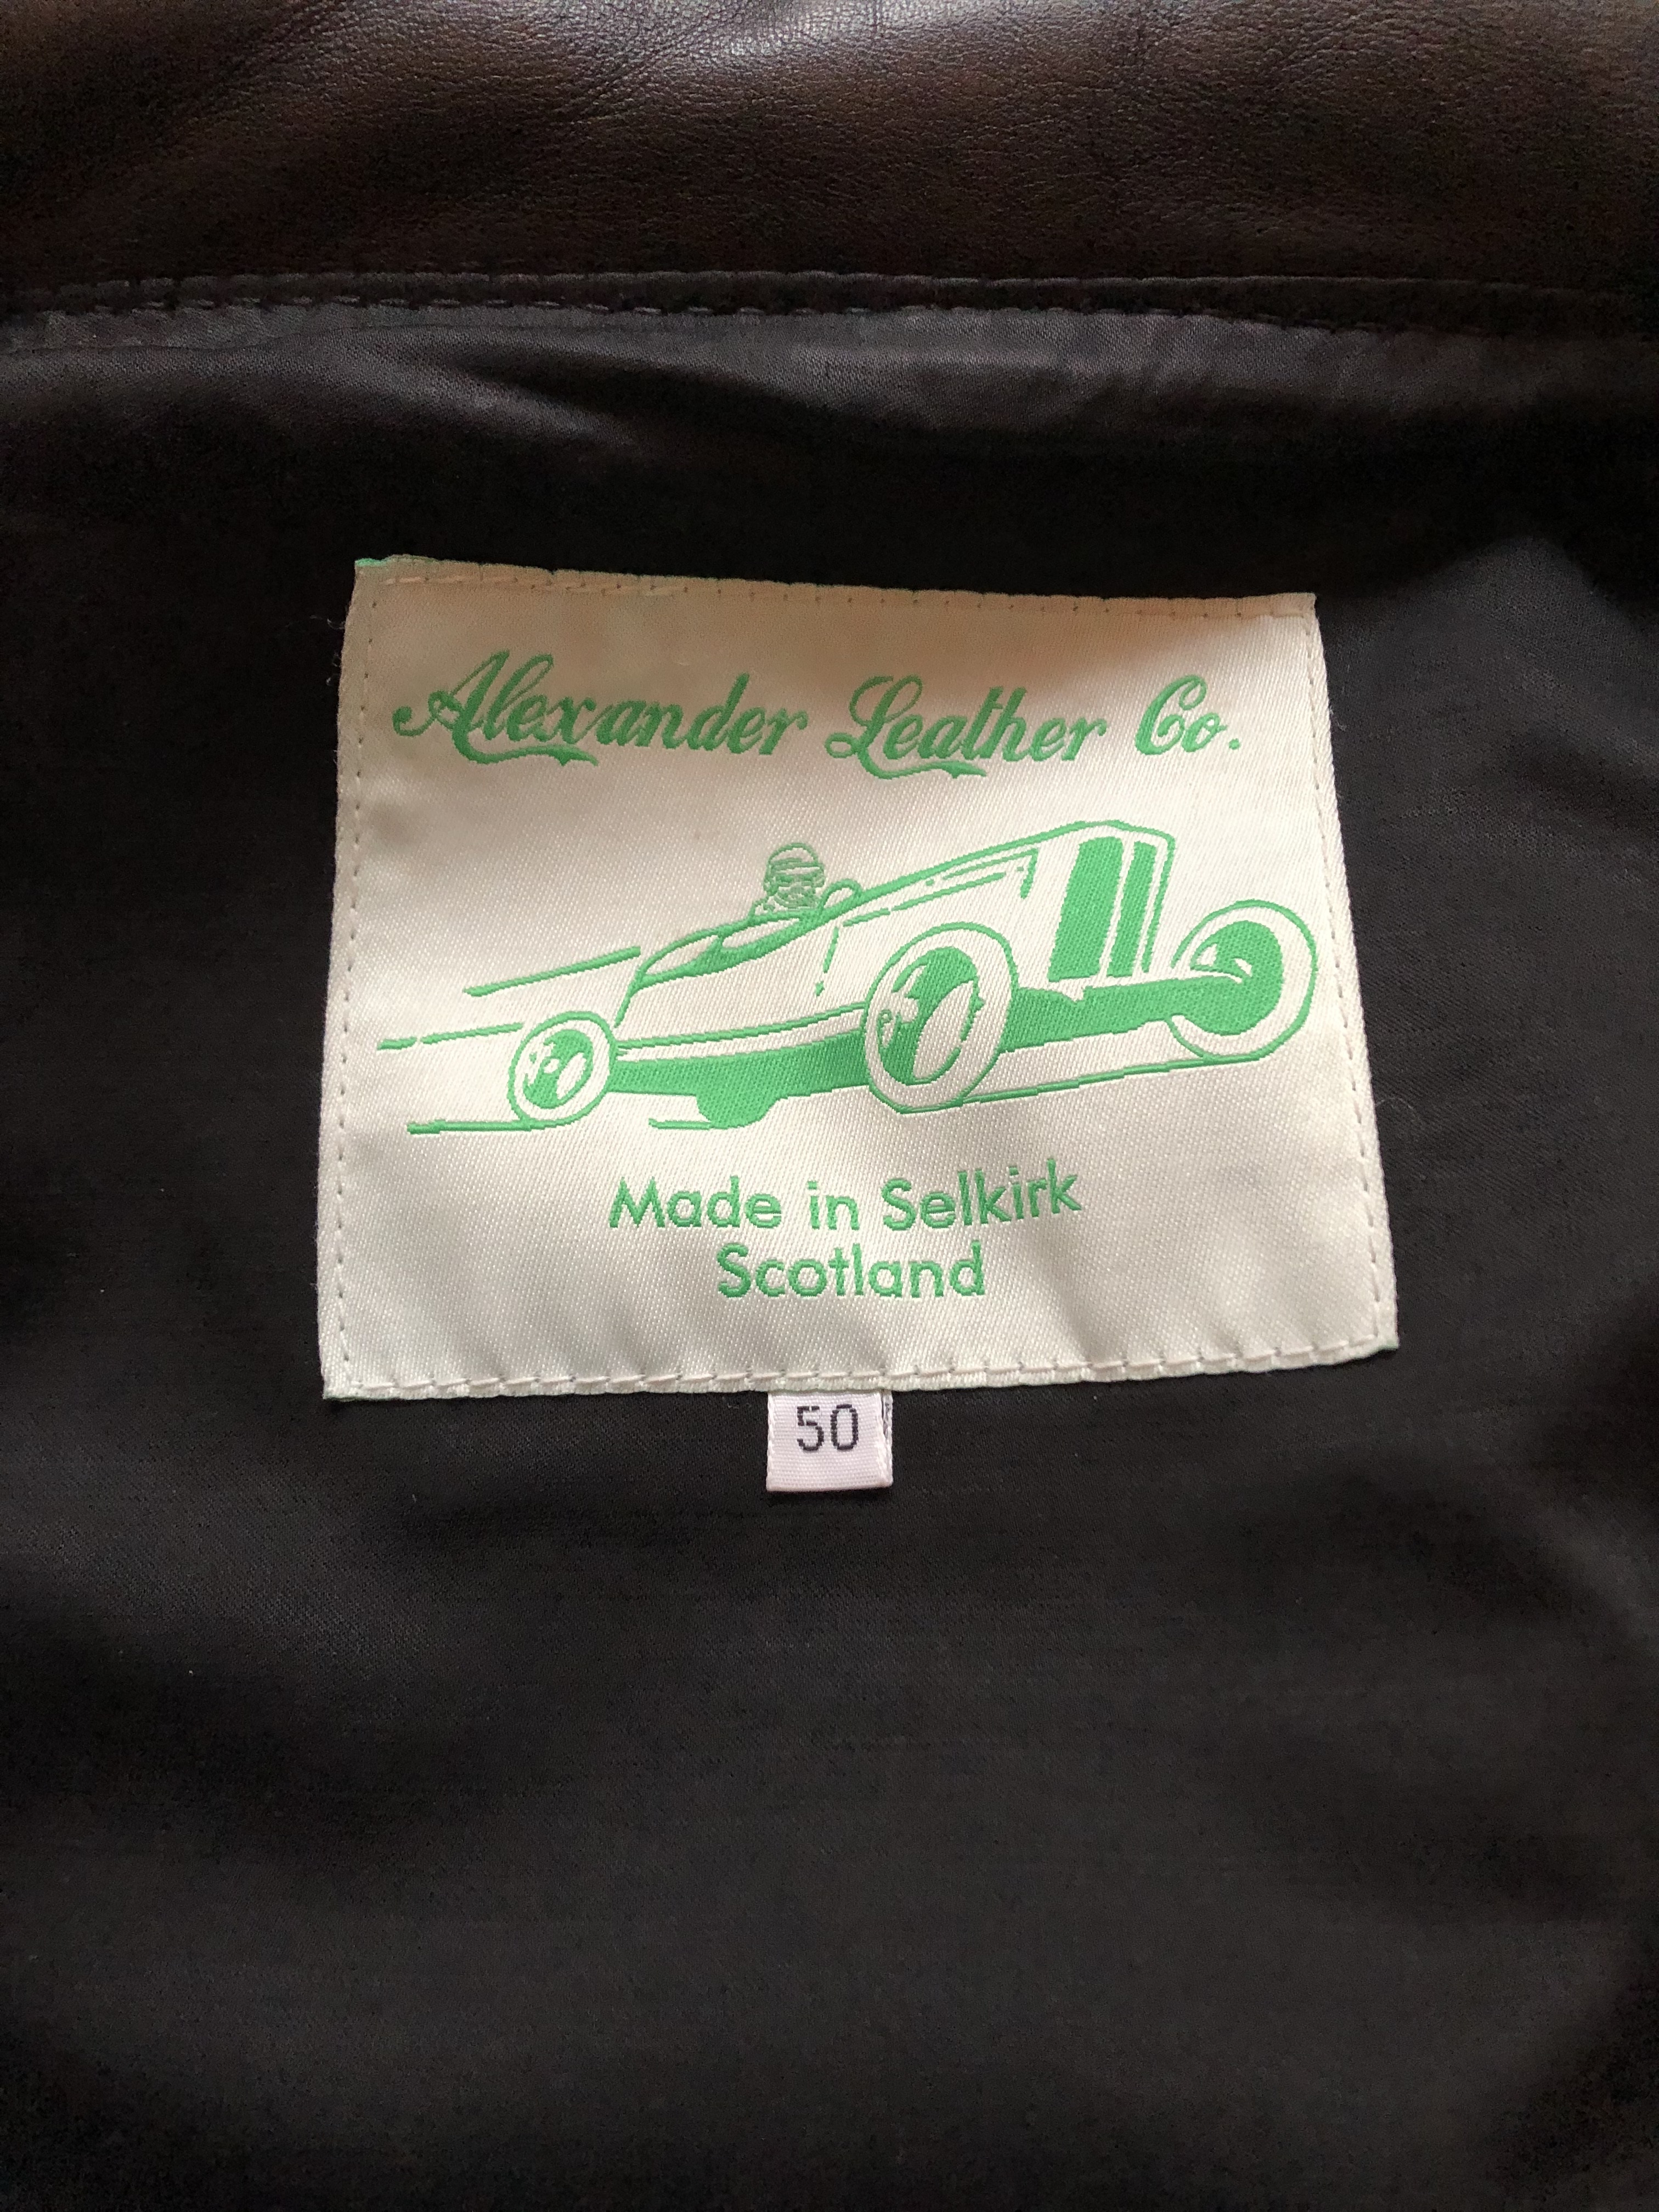 Alexander Leather Co.
Made in Selkirk
Scotland
50